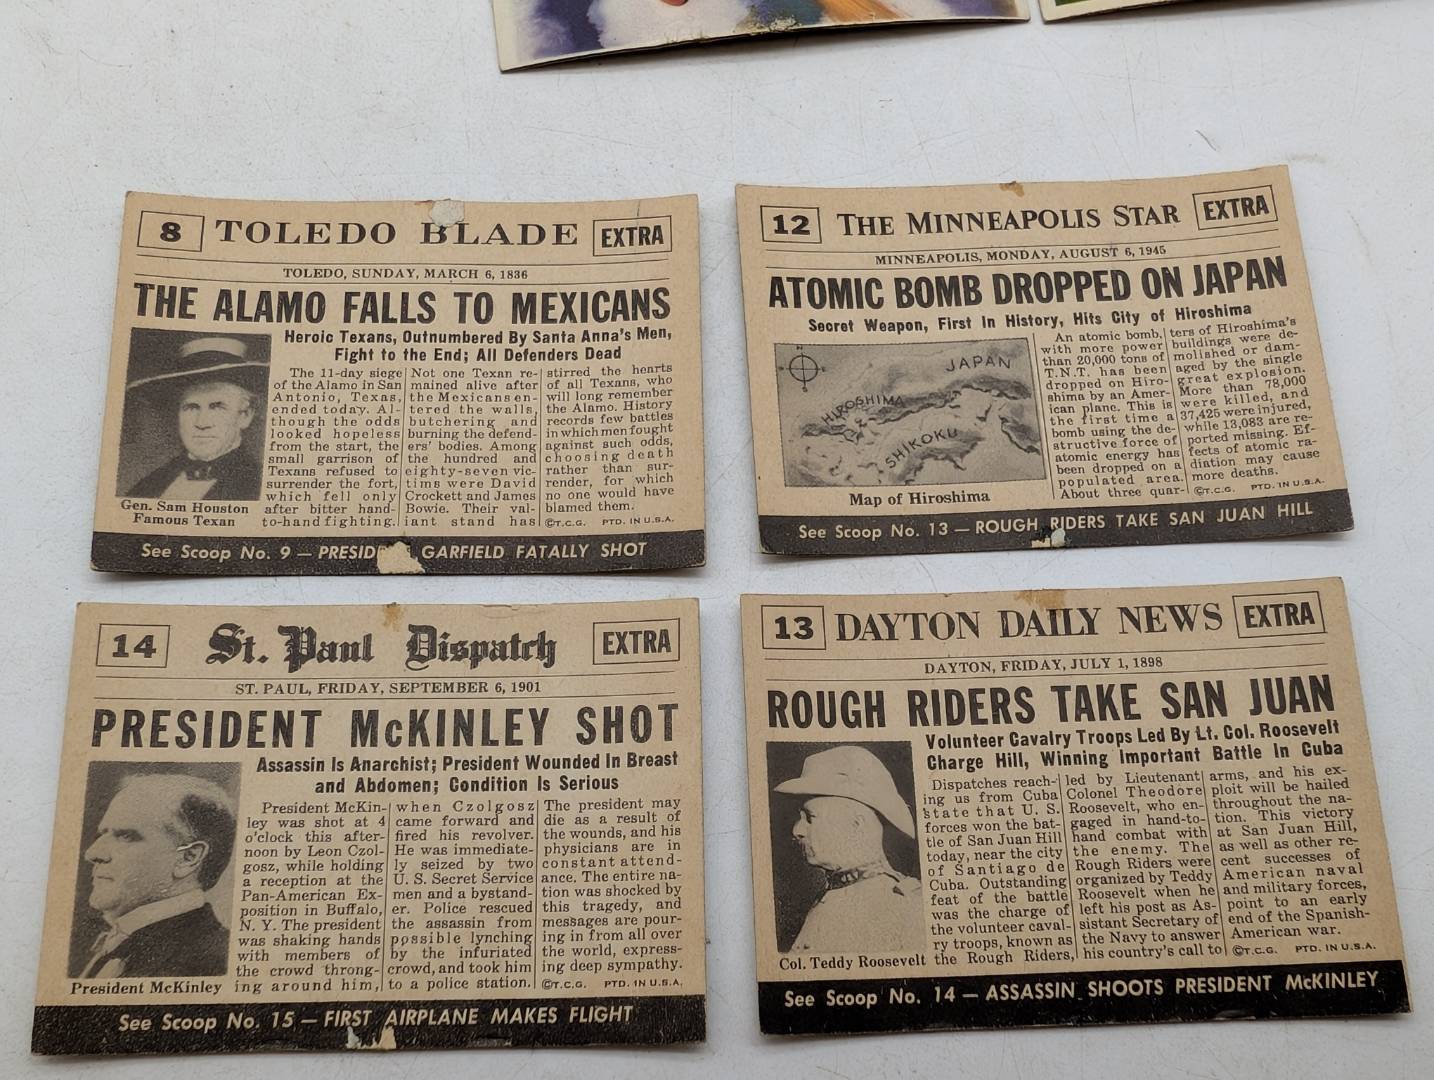 8 TOLEDO BLADE EXTRA
TOLEDO, SUNDAY, MARCH 6, 1836
THE ALAMO FALLS TO MEXICANS
Heroic Texans, Outnumbered By Santa Anna's Men,
Fight to the End; All Defenders Dead
The 11-day siege
of the Alamo in San
Antonio, Texas,
ended today. Al-
though the odds
looked hopeless
from the start, the
small garrison of
Texans refused to
surrender the fort,
which fell only
after bitter hand-
to-hand fighting.
Not one Texan re-
mained alive after
the Mexicans en-
tered the walls,
butchering and
burning the defend-
ers' bodies. Among
the hundred and
eighty-seven vic-
tims were David
Crockett and James
Bowie. Their val-
iant stand has
stirred the hearts
of all Texans, who
will long remember
the Alamo. History
records few battles
in which men fought
against such odds,
choosing death
rather than sur-
render, for which
no one would have
blamed them.
©T.C.G. PTD. IN U.S.A.
Gen. Sam Houston
Famous Texan
See Scoop No. 9 — PRESID GARFIELD FATALLY SHOT
12 THE MINNEAPOLIS STAR EXTRA
MINNEAPOLIS, MONDAY, AUGUST 6, 1945
ATOMIC BOMB DROPPED ON JAPAN
Secret Weapon, First In History, Hits City of Hiroshima
JAPAN
HIROSHIMA
SHIKOKU
Map of Hiroshima
An atomic bomb,
with more power
than 20,000 tons of
T.N.T. has been
dropped on Hiro-
shima by an Amer-
ican plane. This is
the first time a
bomb using the de-
structive force of
atomic energy has
been dropped on a
populated area.
About three quar-
ters of Hiroshima's
buildings were de-
molished or dam-
aged by the single
great explosion.
More than 78,000
were killed, and
37,425 were injured,
while 13,083 are re-
ported missing. Ef-
fects of atomic ra-
diation may cause
more deaths.
©T.C.G. PTD. IN U.S.A.
See Scoop No. 13 — ROUGH RIDERS TAKE SAN JUAN HILL
14 St. Paul Dispatch EXTRA
ST. PAUL, FRIDAY, SEPTEMBER 6, 1901
PRESIDENT McKINLEY SHOT
Assassin Is Anarchist; President Wounded In Breast
and Abdomen; Condition Is Serious
President McKin-
ley was shot at 4
o'clock this after-
noon by Leon Czol-
gosz, while holding
a reception at the
Pan-American Ex-
position in Buffalo,
N. Y. The president
was shaking hands
with members of
the crowd throng-
ing around him,
when Czolgosz
came forward and
fired his revolver.
He was immediate-
ly seized by two
U. S. Secret Service
men and a bystand-
er. Police rescued
the assassin from
possible lynching
by the infuriated
crowd, and took him
to a police station.
The president may
die as a result of
the wounds, and his
physicians are in
constant attend-
ance. The entire na-
tion was shocked by
this tragedy, and
messages are pour-
ing in from all over
the world, express-
ing deep sympathy.
©T.C.G. PTD. IN U.S.A.
President McKinley
See Scoop No. 15 — FIRST AIRPLANE MAKES FLIGHT
13 DAYTON DAILY NEWS EXTRA
DAYTON, FRIDAY, JULY 1, 1898
ROUGH RIDERS TAKE SAN JUAN
Volunteer Cavalry Troops Led By Lt. Col. Roosevelt
Charge Hill, Winning Important Battle In Cuba
Dispatches reach-
ing us from Cuba
state that U. S.
forces won the bat-
tle of San Juan Hill
today, near the city
of Santiago de
Cuba. Outstanding
feat of the battle
was the charge of
the volunteer caval-
ry troops, known as
the Rough Riders,
led by Lieutenant
Colonel Theodore
Roosevelt, who en-
gaged in hand-to-
hand combat with
the enemy. The
Rough Riders were
organized by Teddy
Roosevelt when he
left his post as As-
sistant Secretary of
the Navy to answer
his country's call to
arms, and his ex-
ploit will be hailed
throughout the na-
tion. This victory
at San Juan Hill,
as well as other re-
cent successes of
American naval
and military forces,
point to an early
end of the Spanish-
American war.
©T.C.G. PTD. IN U.S.A.
Col. Teddy Roosevelt
See Scoop No. 14 — ASSASSIN SHOOTS PRESIDENT McKINLEY